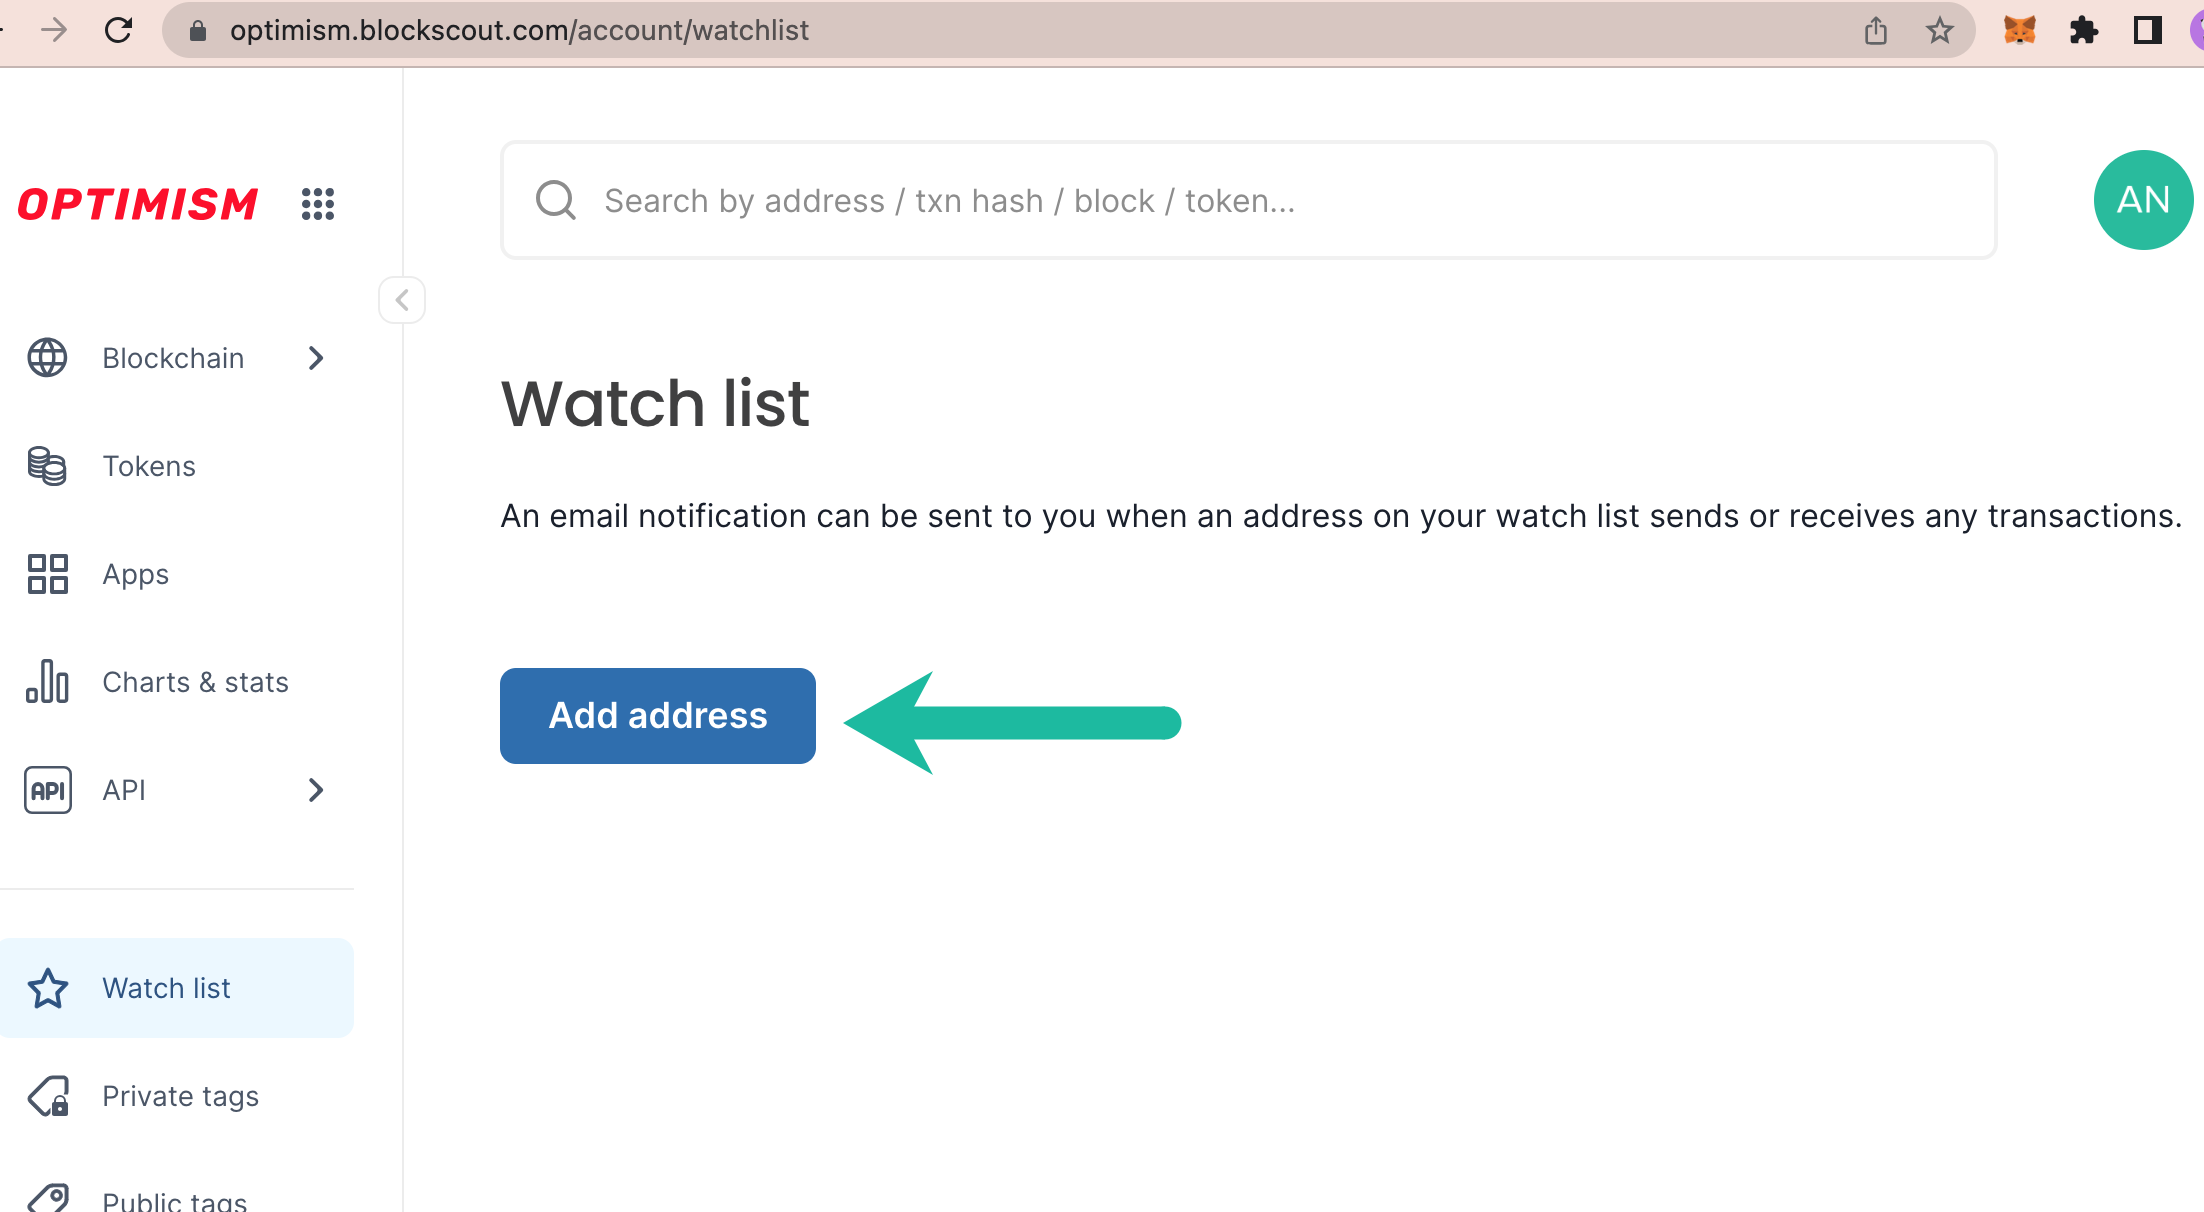 optimism.blockscout.com/account/watchlist
OPTIMISM
Search by address / txn hash / block / token...
AN
Blockchain
Tokens
Apps
Charts & stats
API API
Watch list
Private tags
Public tags
Watch list
An email notification can be sent to you when an address on your watch list sends or receives any transactions.
Add address